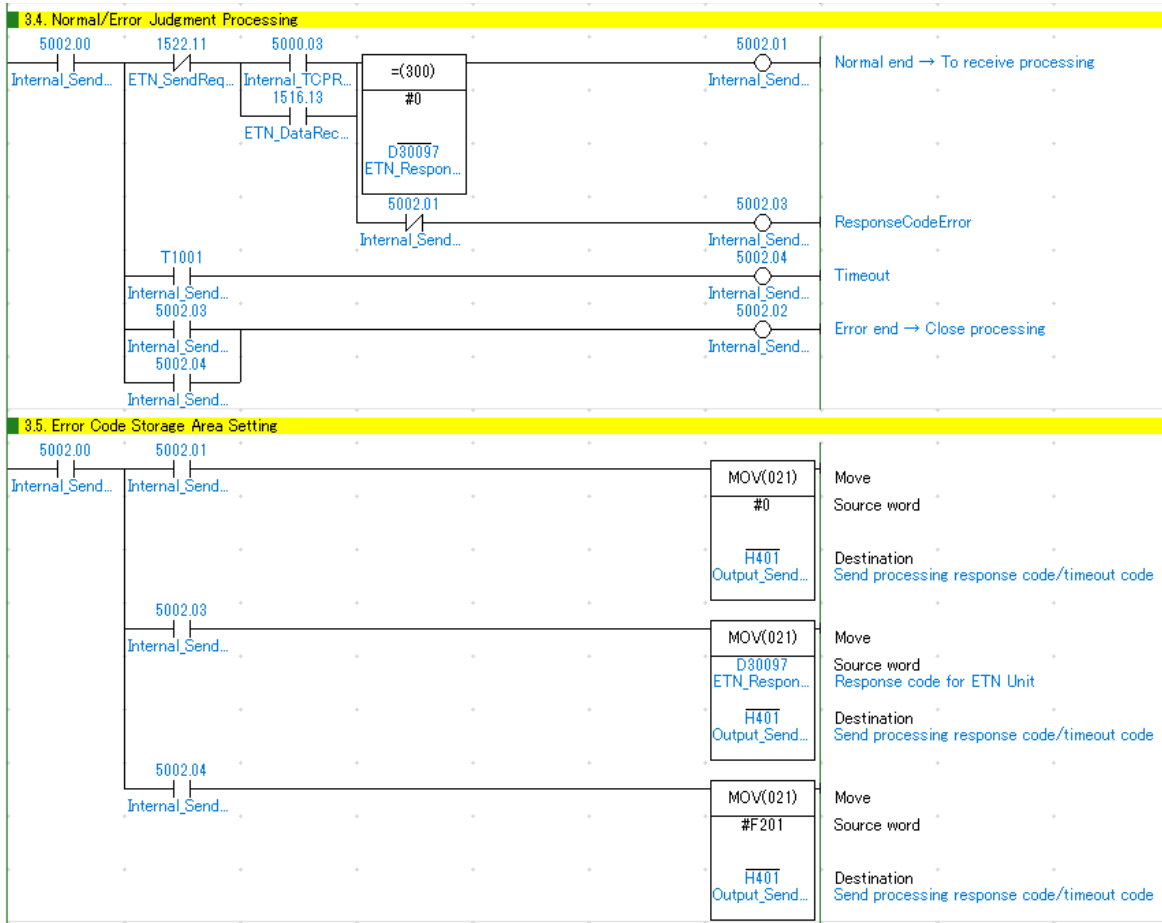 3.4. Normal/Error Judgment Processing
5002.00 1522.11 5000.03 5002.01
Internal_Send... ETN_SendReq... Internal_TCPR... =(300) Internal_Send... Normal end → To receive processing
1516.13 #0
ETN_DataRec...
D30097
ETN_Respon...
5002.01 5002.03
Internal_Send... Internal_Send... ResponseCodeError
T1001 5002.04
Internal_Send... Internal_Send... Timeout
5002.03 5002.02
Internal_Send... Internal_Send... Error end → Close processing
5002.04
Internal_Send...
3.5. Error Code Storage Area Setting
5002.00 5002.01
Internal_Send... Internal_Send... MOV(021) Move
#0 Source word
H401 Destination
Output_Send... Send processing response code/timeout code
5002.03
Internal_Send... MOV(021) Move
D30097 Source word
ETN_Respon... Response code for ETN Unit
H401 Destination
Output_Send... Send processing response code/timeout code
5002.04
Internal_Send... MOV(021) Move
#F201 Source word
H401 Destination
Output_Send... Send processing response code/timeout code